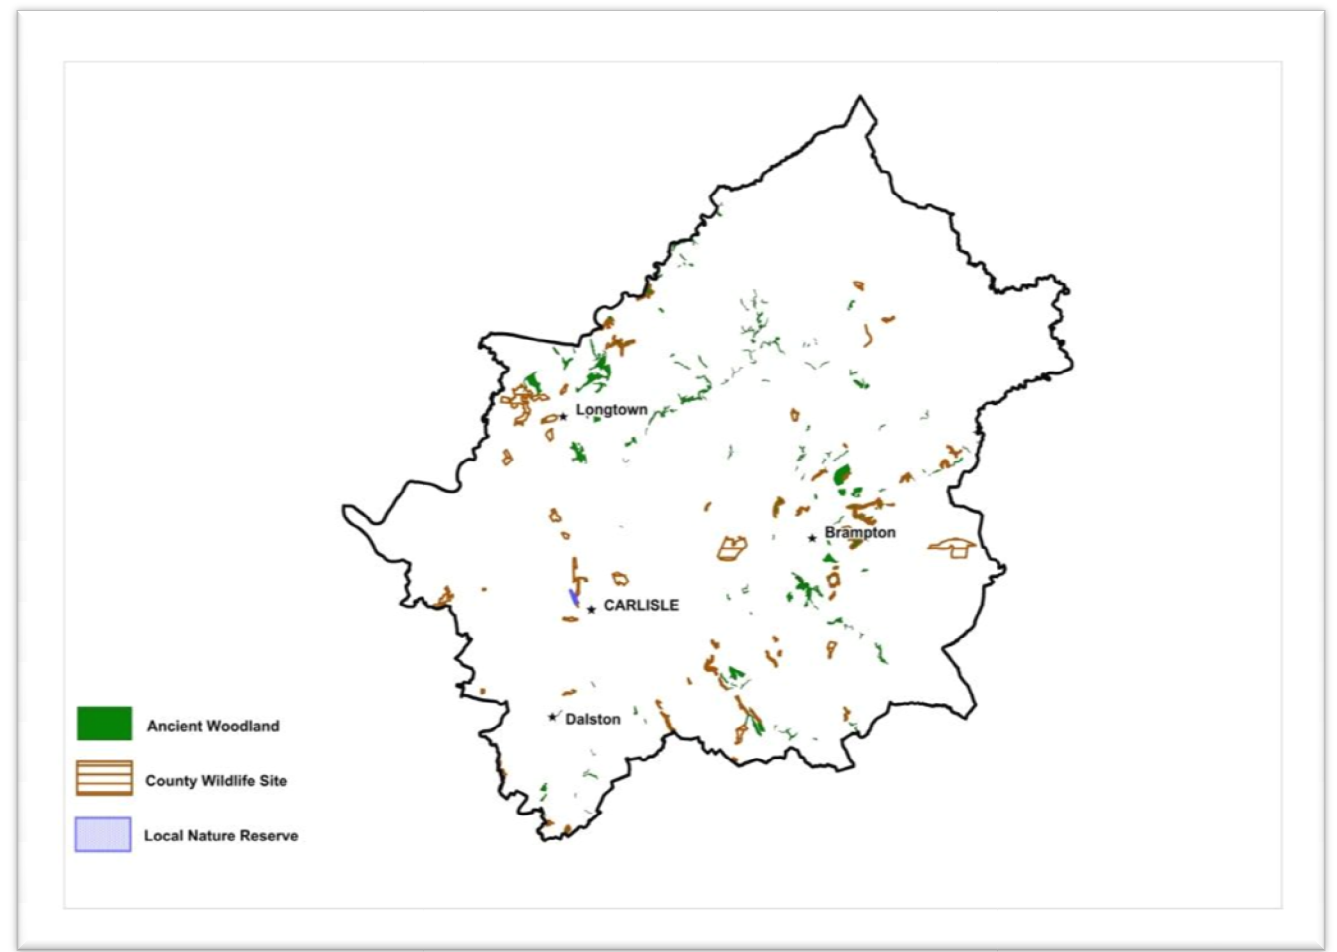 Longtown
Brampton
CARLISLE
Dalston
Ancient Woodland
County Wildlife Site
Local Nature Reserve